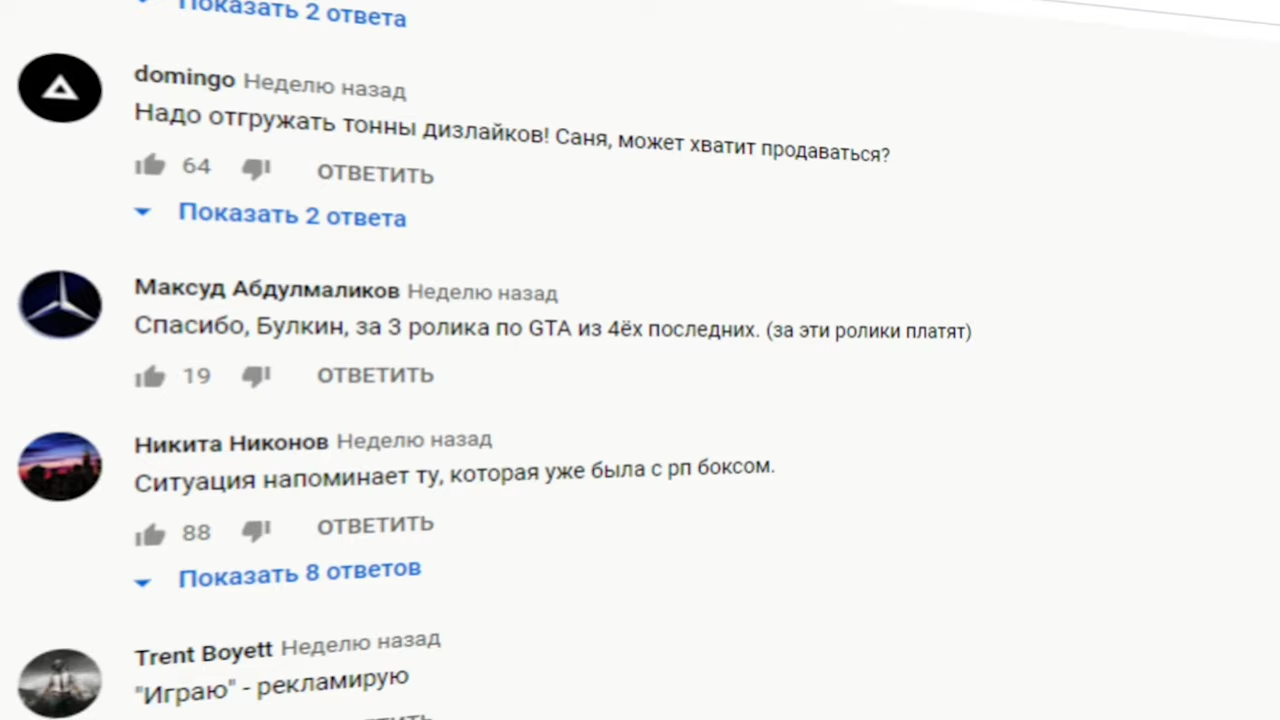 Показать 2 ответа
domingo Неделю назад
Надо отгружать тонны дизлайков! Саня, может хватит продаваться?
64 ОТВЕТИТЬ
Показать 2 ответа
Максуд Абдулмаликов Неделю назад
Спасибо, Булкин, за 3 ролика по GTA из 4ёх последних. (за эти ролики платят)
19 ОТВЕТИТЬ
Никита Никонов Неделю назад
Ситуация напоминает ту, которая уже была с рп боксом.
88 ОТВЕТИТЬ
Показать 8 ответов
Trent Boyett Неделю назад
"Играю" - рекламирую